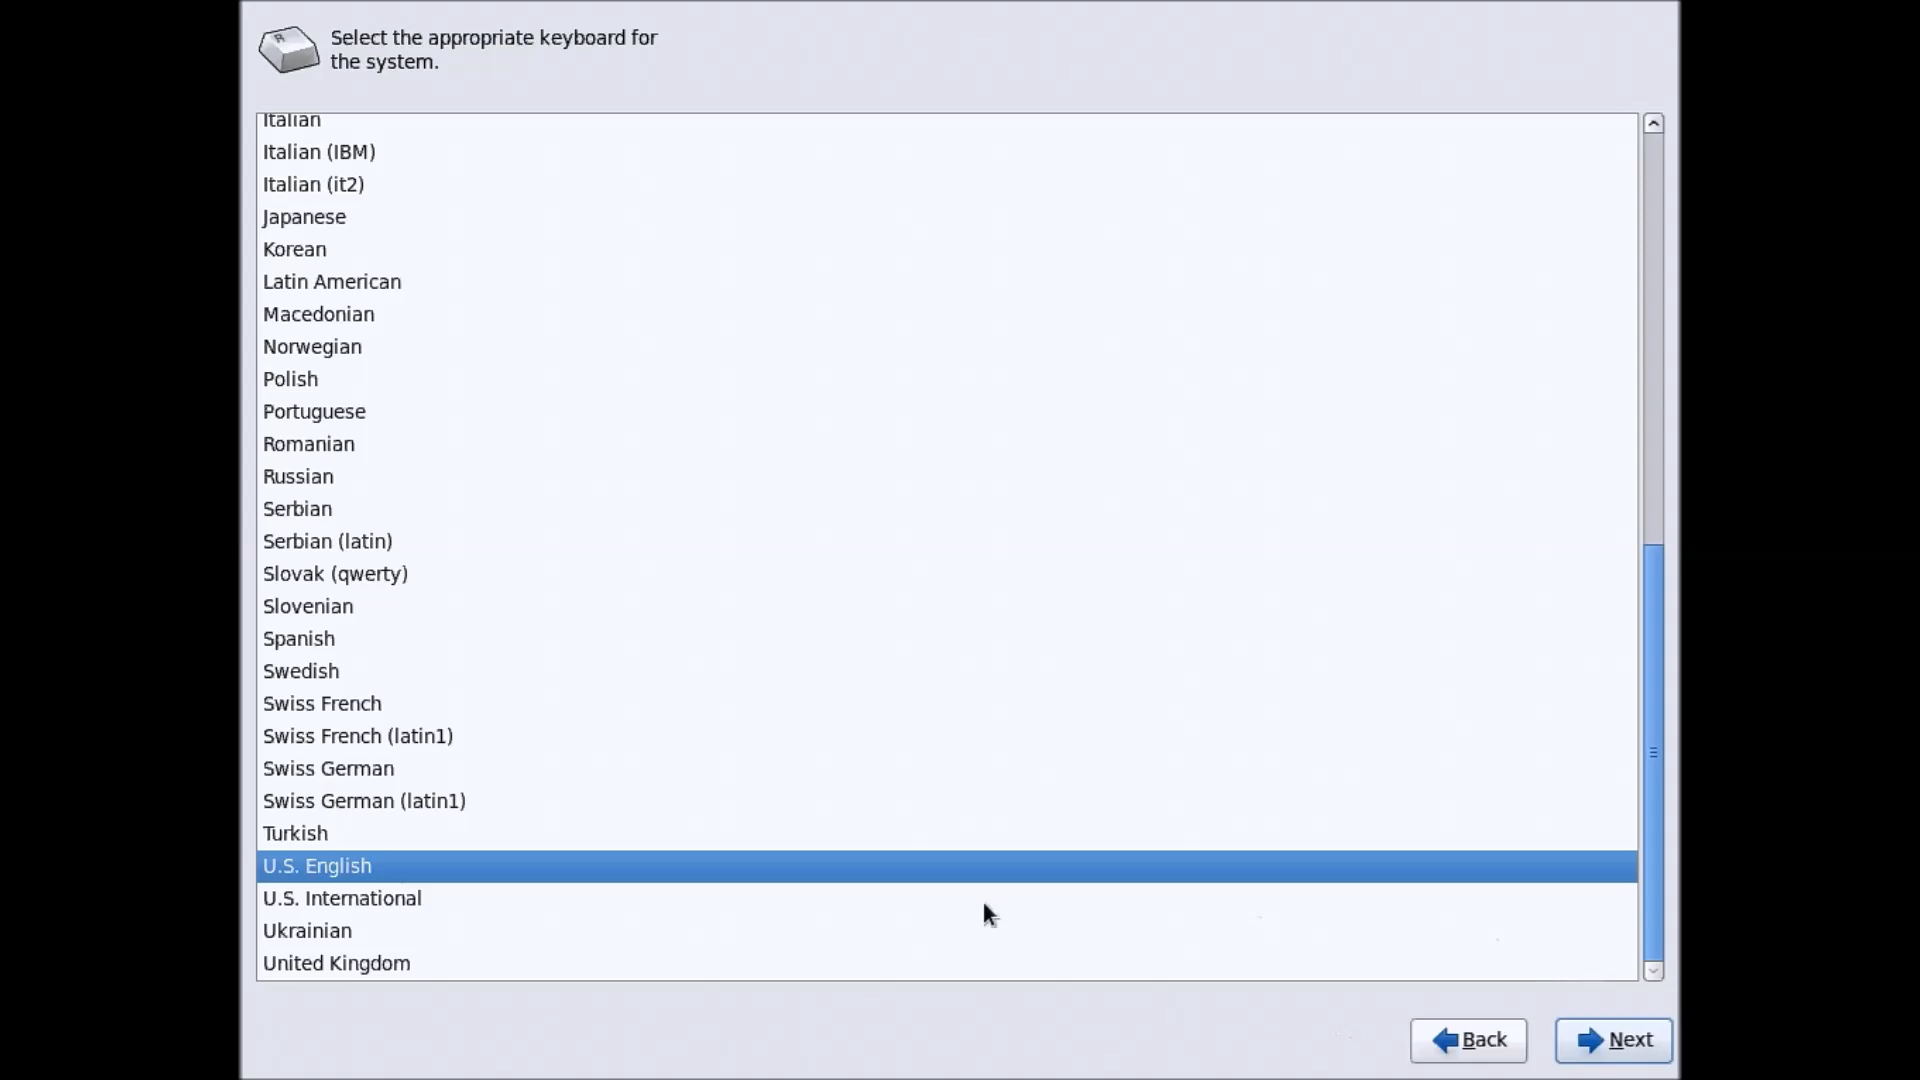 Select the appropriate keyboard for
the system.
Italian
Italian (IBM)
Italian (it2)
Japanese
Korean
Latin American
Macedonian
Norwegian
Polish
Portuguese
Romanian
Russian
Serbian
Serbian (latin)
Slovak (qwerty)
Slovenian
Spanish
Swedish
Swiss French
Swiss French (latin1)
Swiss German
Swiss German (latin1)
Turkish
U.S. English
U.S. International
Ukrainian
United Kingdom
Back Next